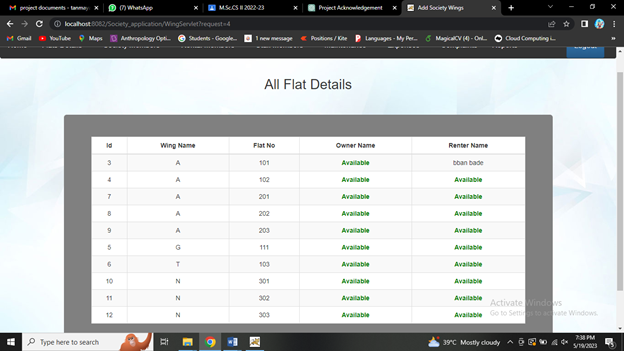 project documents - tanmay
(7) WhatsApp
M.Sc.CS II 2022-23
Project Acknowledgement
Add Society Wings
localhost:8082/Society_application/WingServlet?request=4
Gmail
YouTube
Maps
Anthropology Opti...
Students - Google...
1 new message
Positions / Kite
Languages - My Per...
MagicalCV (4) - Onl...
Cloud Computing i...
All Flat Details
Id Wing Name Flat No Owner Name Renter Name
3 A 101 Available bban bade
4 A 102 Available Available
7 A 201 Available Available
8 A 202 Available Available
9 A 203 Available Available
5 G 111 Available Available
6 T 103 Available Available
10 N 301 Available Available
11 N 302 Available Available
12 N 303 Available Available
Activate Windows
Go to Settings to activate Windows.
Type here to search
39°C Mostly cloudy
7:38 PM
5/19/2023